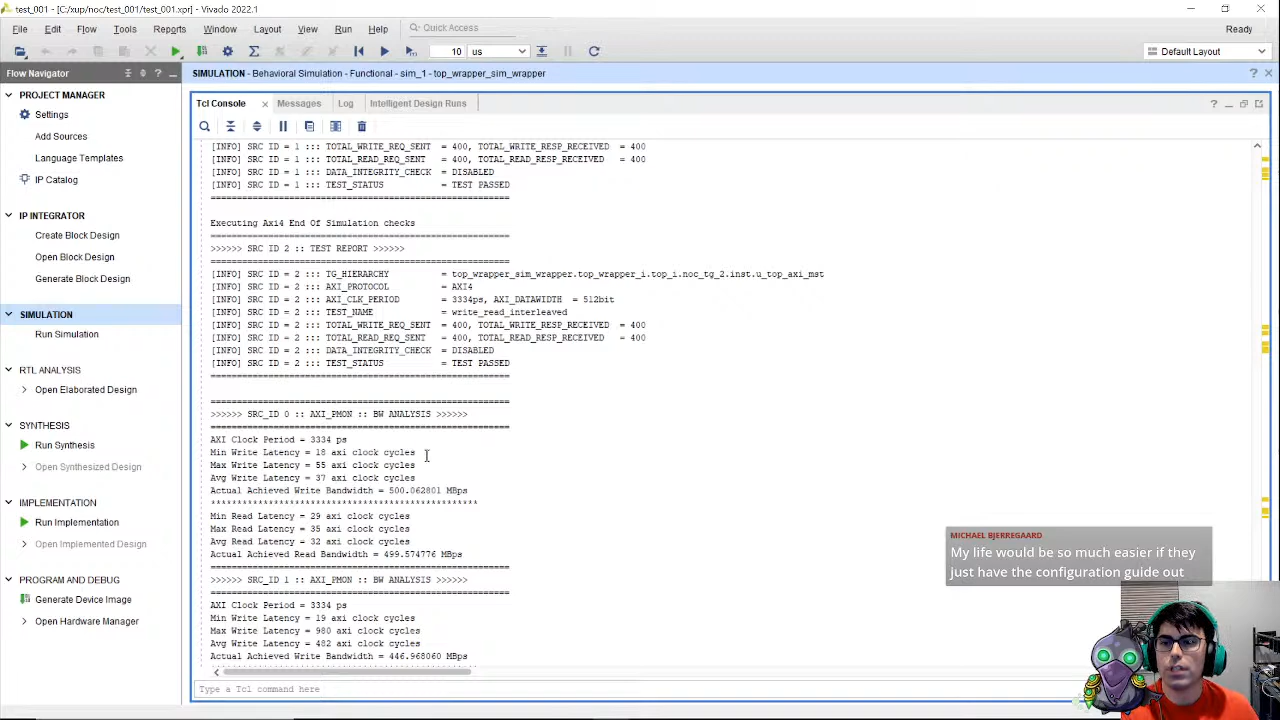 test_001 - [C:/xup/noc/test_001/test_001.xpr] - Vivado 2022.1
File Edit Flow Tools Reports Window Layout View Run Help Quick Access Ready
10 us Default Layout
Flow Navigator
SIMULATION - Behavioral Simulation - Functional - sim_1 - top_wrapper_sim_wrapper
PROJECT MANAGER
Settings
Add Sources
Language Templates
IP Catalog
IP INTEGRATOR
Create Block Design
Open Block Design
Generate Block Design
SIMULATION
Run Simulation
RTL ANALYSIS
Open Elaborated Design
SYNTHESIS
Run Synthesis
Open Synthesized Design
IMPLEMENTATION
Run Implementation
Open Implemented Design
PROGRAM AND DEBUG
Generate Device Image
Open Hardware Manager
Tcl Console Messages Log Intelligent Design Runs
[INFO] SRC ID = 1 ::: TOTAL_WRITE_REQ_SENT = 400, TOTAL_WRITE_RESP_RECEIVED = 400
[INFO] SRC ID = 1 ::: TOTAL_READ_REQ_SENT = 400, TOTAL_READ_RESP_RECEIVED = 400
[INFO] SRC ID = 1 ::: DATA_INTEGRITY_CHECK = DISABLED
[INFO] SRC ID = 1 ::: TEST_STATUS = TEST PASSED
==========================================================
Executing Axi4 End Of Simulation checks
==========================================================
>>>>>> SRC ID 2 :: TEST REPORT >>>>>>
==========================================================
[INFO] SRC ID = 2 ::: TG_HIERARCHY = top_wrapper_sim_wrapper.top_wrapper_i.top_i.noc_tg_2.inst.u_top_axi_mst
[INFO] SRC ID = 2 ::: AXI_PROTOCOL = AXI4
[INFO] SRC ID = 2 ::: AXI_CLK_PERIOD = 3334ps, AXI_DATAWIDTH = 512bit
[INFO] SRC ID = 2 ::: TEST_NAME = write_read_interleaved
[INFO] SRC ID = 2 ::: TOTAL_WRITE_REQ_SENT = 400, TOTAL_WRITE_RESP_RECEIVED = 400
[INFO] SRC ID = 2 ::: TOTAL_READ_REQ_SENT = 400, TOTAL_READ_RESP_RECEIVED = 400
[INFO] SRC ID = 2 ::: DATA_INTEGRITY_CHECK = DISABLED
[INFO] SRC ID = 2 ::: TEST_STATUS = TEST PASSED
==========================================================
==========================================================
>>>>>> SRC_ID 0 :: AXI_PMON :: BW ANALYSIS >>>>>>
==========================================================
AXI Clock Period = 3334 ps
Min Write Latency = 18 axi clock cycles
Max Write Latency = 55 axi clock cycles
Avg Write Latency = 37 axi clock cycles
Actual Achieved Write Bandwidth = 500.062801 MBps
****************************************************
Min Read Latency = 29 axi clock cycles
Max Read Latency = 35 axi clock cycles
Avg Read Latency = 32 axi clock cycles
Actual Achieved Read Bandwidth = 499.574776 MBps
==========================================================
>>>>>> SRC_ID 1 :: AXI_PMON :: BW ANALYSIS >>>>>>
==========================================================
AXI Clock Period = 3334 ps
Min Write Latency = 19 axi clock cycles
Max Write Latency = 980 axi clock cycles
Avg Write Latency = 482 axi clock cycles
Actual Achieved Write Bandwidth = 446.968060 MBps
Type a Tcl command here
MICHAEL BJERREGAARD
My life would be so much easier if they
just have the configuration guide out